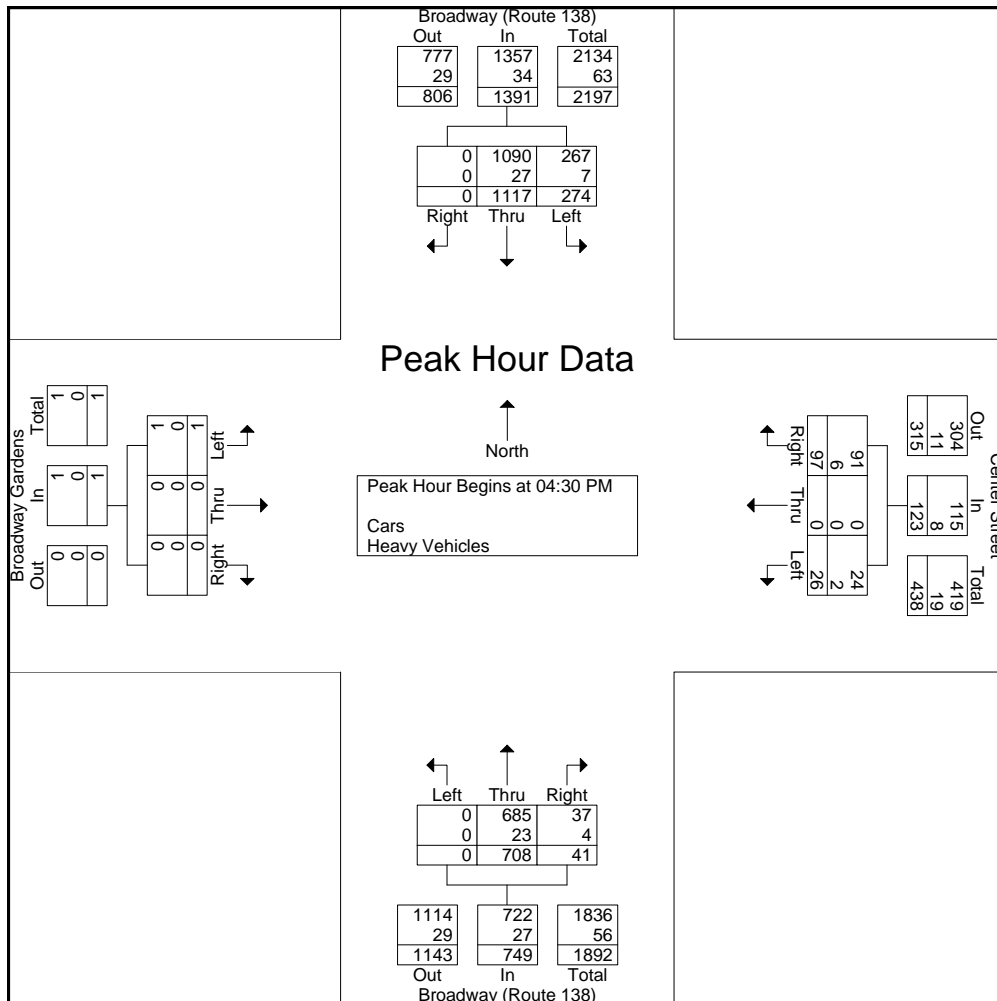 Broadway (Route 138)
Out In Total
777 1357 2134
29 34 63
806 1391 2197
0 1090 267
0 27 7
0 1117 274
Right Thru Left
Peak Hour Data
North
Peak Hour Begins at 04:30 PM
Cars
Heavy Vehicles
Broadway Gardens
Out In Total
0 1 1
0 0 0
0 1 1
Right Thru Left
0 0 1
0 0 0
0 0 1
Center Street
Out In Total
304 115 419
11 8 19
315 123 438
91 0 24
6 0 2
97 0 26
Right Thru Left
Left Thru Right
0 685 37
0 23 4
0 708 41
1114 722 1836
29 27 56
1143 749 1892
Out In Total
Broadway (Route 138)